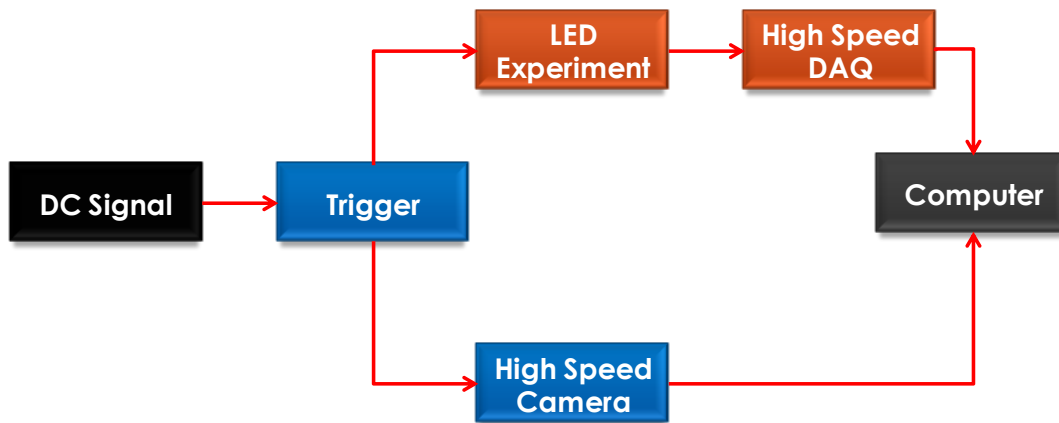 LED
Experiment
High Speed
DAQ
DC Signal
Trigger
Computer
High Speed
Camera